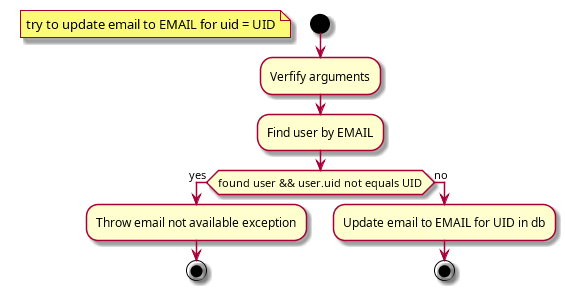 try to update email to EMAIL for uid = UID
Verfify arguments
Find user by EMAIL
yes
found user && user.uid not equals UID
no
Throw email not available exception
Update email to EMAIL for UID in db